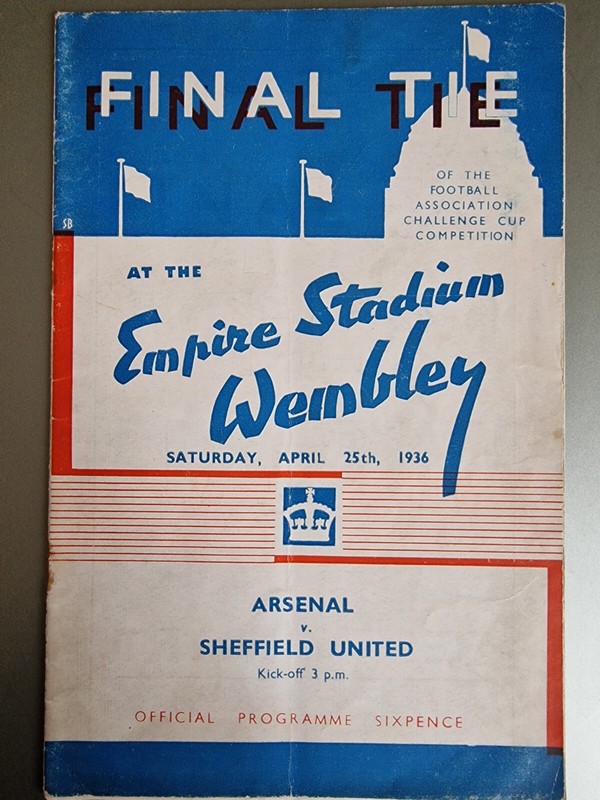 FINAL TIE
OF THE
FOOTBALL
ASSOCIATION
CHALLENGE CUP
COMPETITION
SB
AT THE
Empire Stadium
Wembley
SATURDAY, APRIL 25th, 1936
ARSENAL
v.
SHEFFIELD UNITED
Kick-off 3 p.m.
OFFICIAL PROGRAMME SIXPENCE